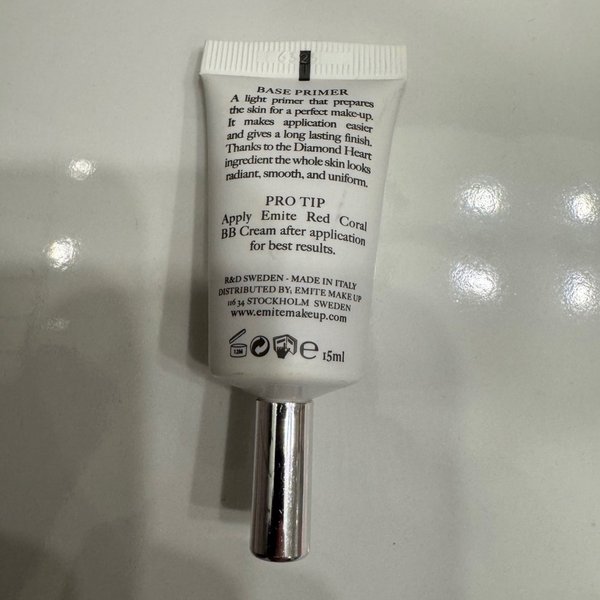 BASE PRIMER
A light primer that prepares
the skin for a perfect make-up.
It makes application easier
and gives a long lasting finish.
Thanks to the Diamond Heart
ingredient the whole skin looks
radiant, smooth, and uniform.
PRO TIP
Apply Emite Red Coral
BB Cream after application
for best results.
R&D SWEDEN - MADE IN ITALY
DISTRIBUTED BY, EMITE MAKE UP
116 34 STOCKHOLM SWEDEN
www.emitemakeup.com
12M e 15ml